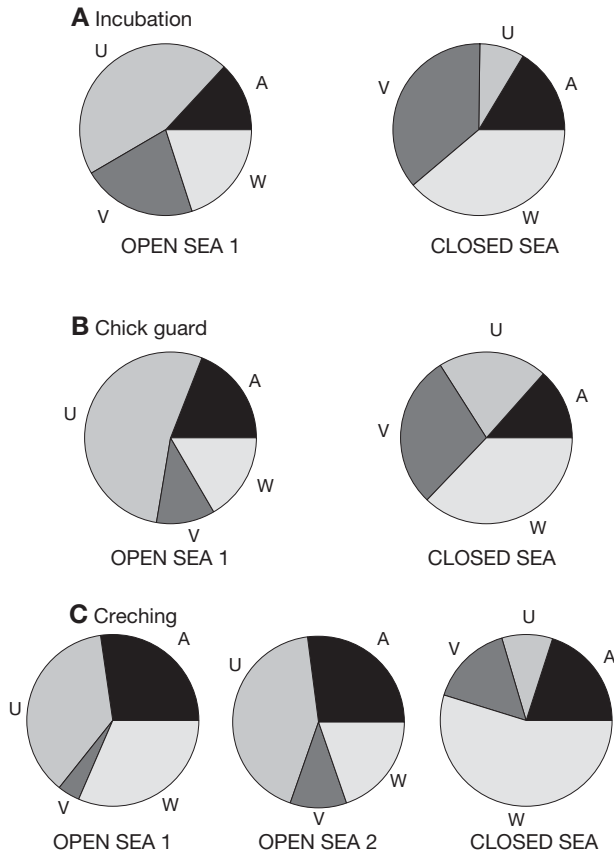 A Incubation
U
A
V
W
OPEN SEA 1
U
A
V
W
CLOSED SEA
B Chick guard
U
A
V
W
OPEN SEA 1
U
A
V
W
CLOSED SEA
C Creching
U
A
V
W
OPEN SEA 1
U
A
V
W
OPEN SEA 2
U
A
V
W
CLOSED SEA